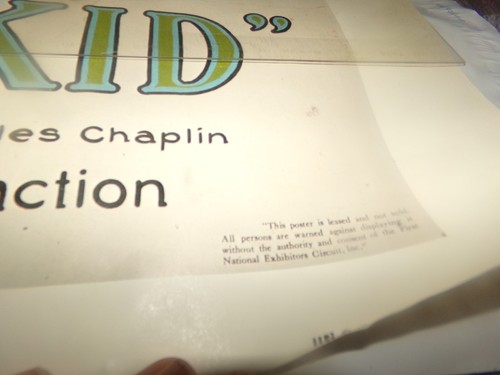 KID”
les Chaplin
action
"This poster is leased and not sold.
All persons are warned against displaying it
without the authority and consent of the First
National Exhibitors Circuit, Inc."